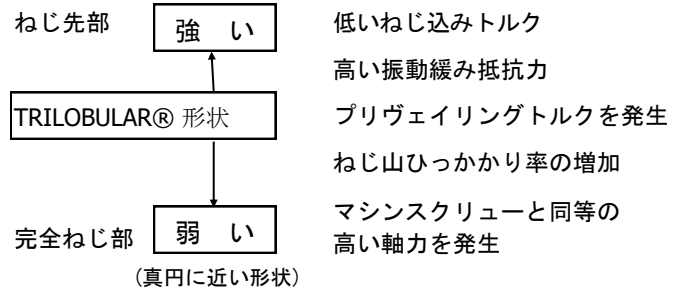 ねじ先部 強 い 低いねじ込みトルク
高い振動緩み抵抗力
TRILOBULAR® 形状 プリヴェイリングトルクを発生
ねじ山ひっかかり率の増加
完全ねじ部 弱 い マシンスクリューと同等の
高い軸力を発生
(真円に近い形状)